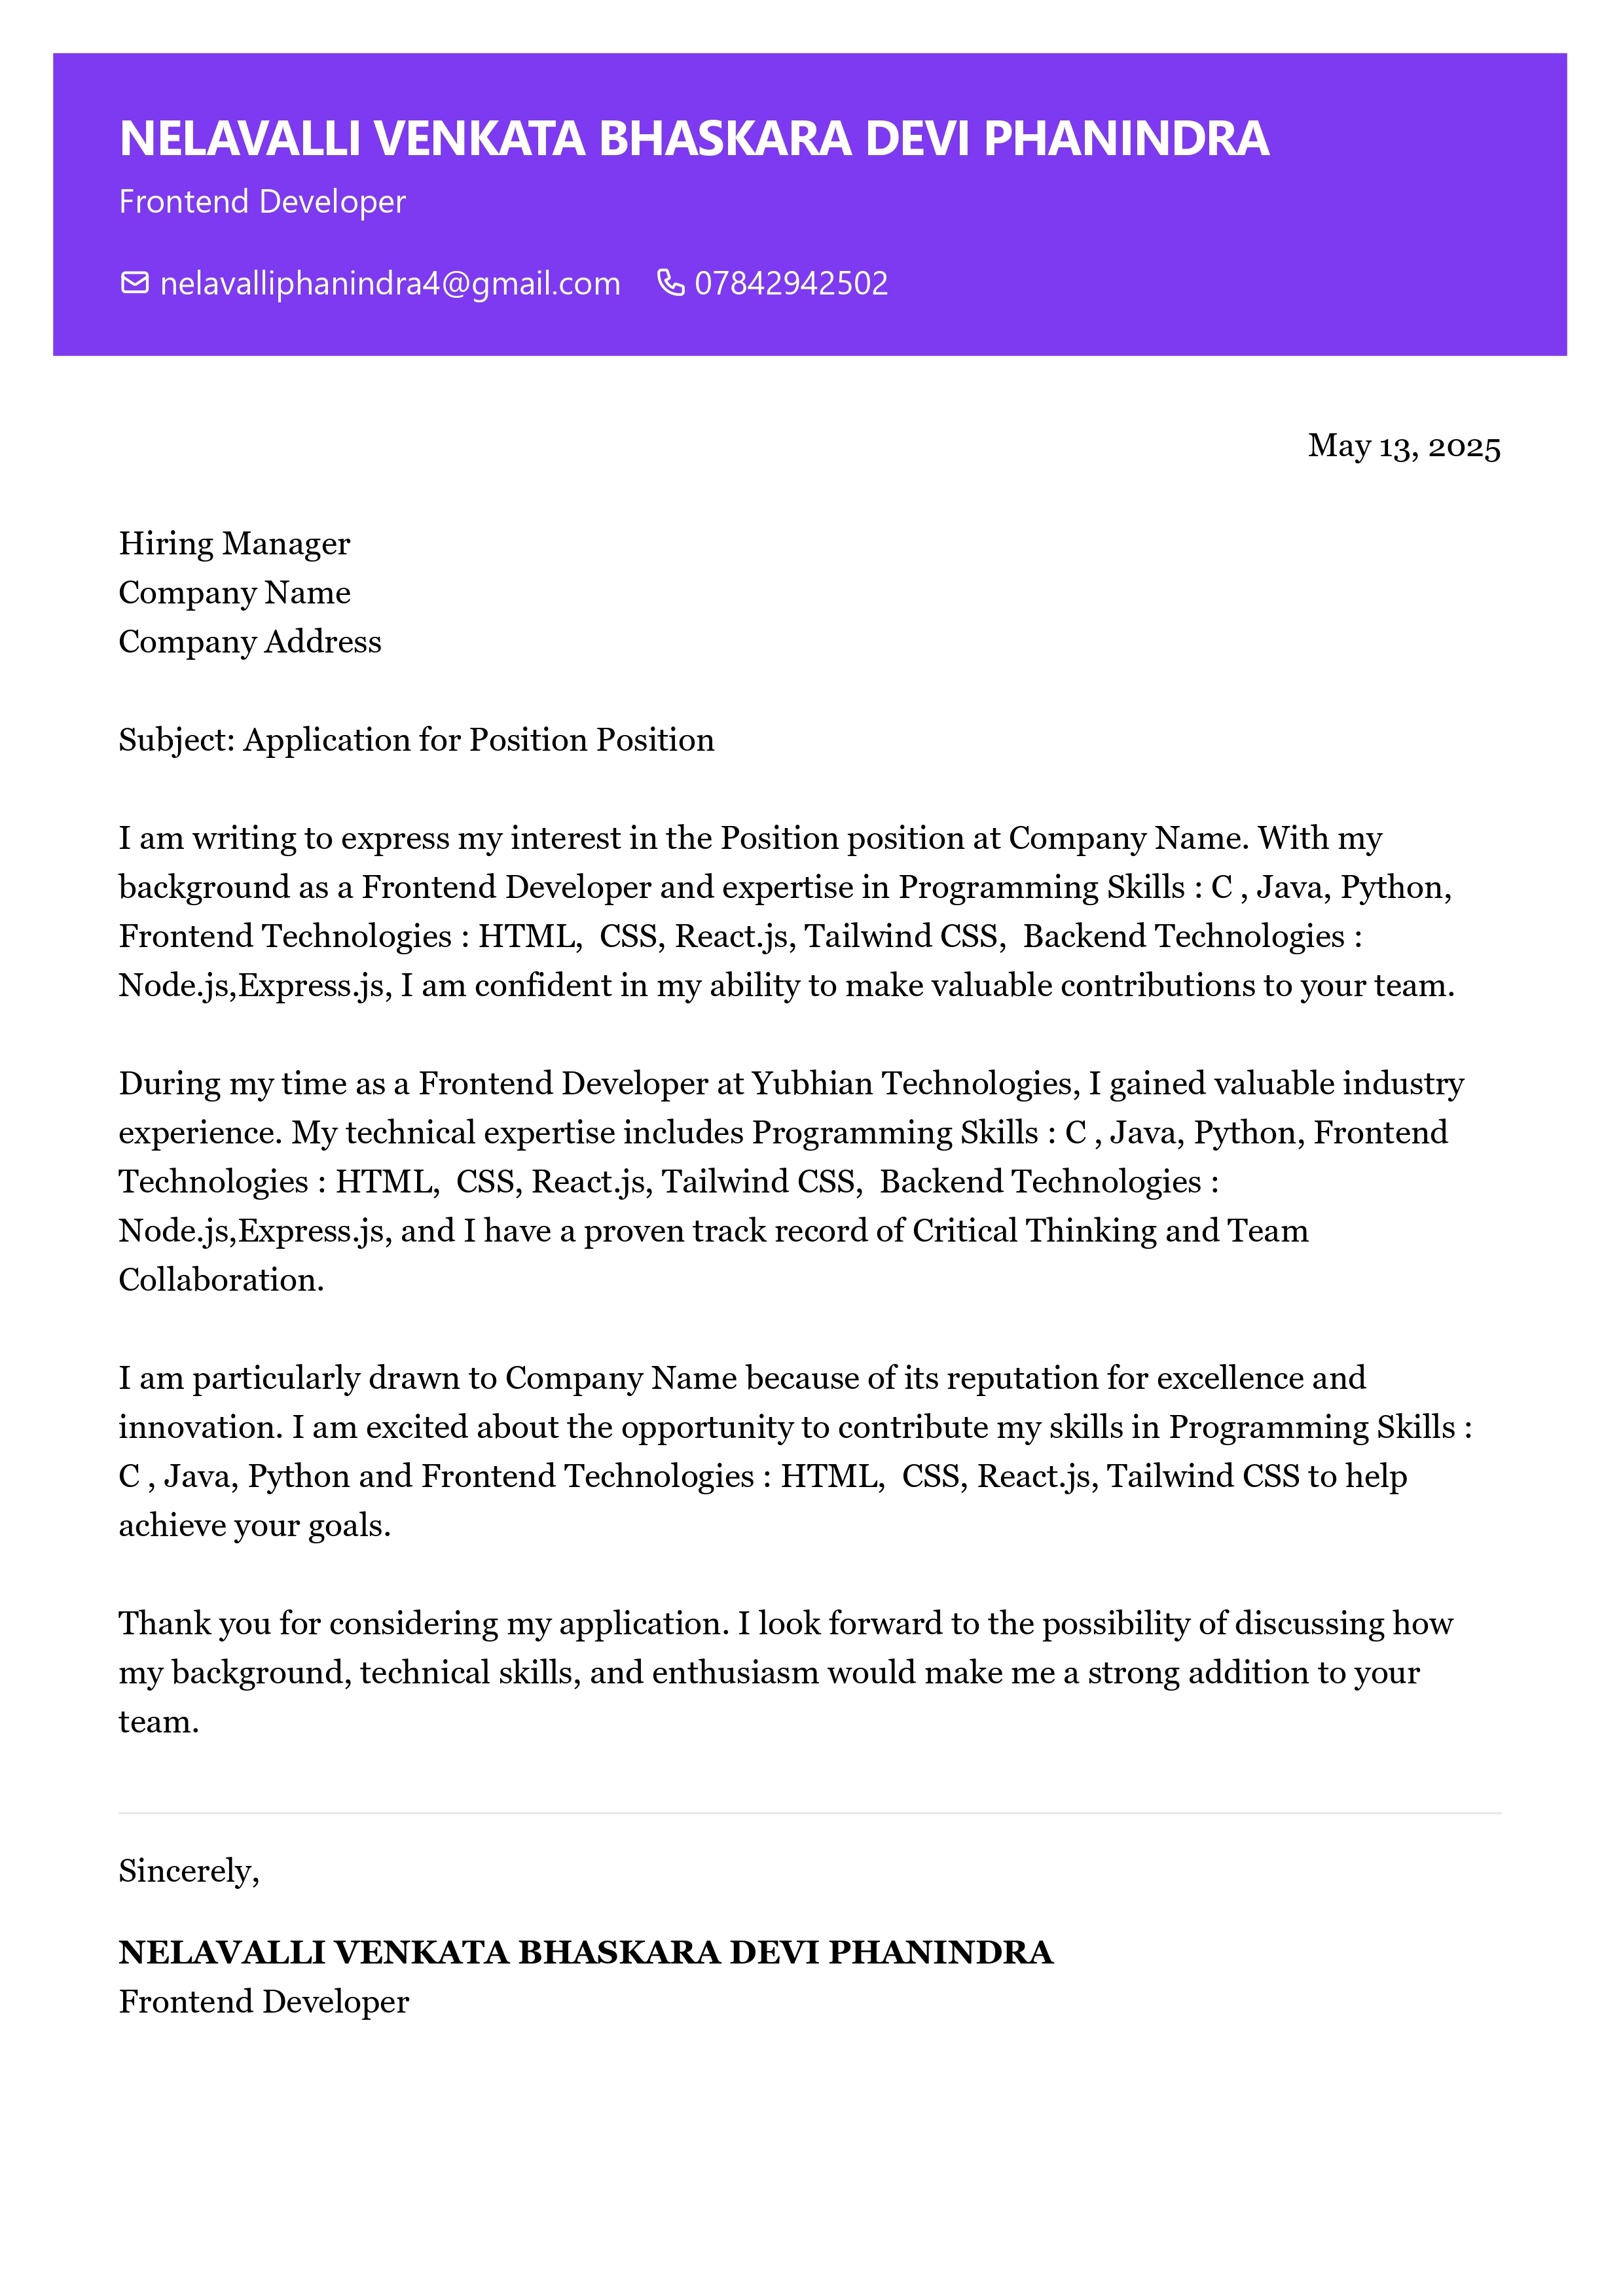 NELAVALLI VENKATA BHASKARA DEVI PHANINDRA
Frontend Developer
nelavalliphanindra4@gmail.com 07842942502
May 13, 2025
Hiring Manager
Company Name
Company Address
Subject: Application for Position Position
I am writing to express my interest in the Position position at Company Name. With my
background as a Frontend Developer and expertise in Programming Skills : C , Java, Python,
Frontend Technologies : HTML,  CSS, React.js, Tailwind CSS,  Backend Technologies :
Node.js,Express.js, I am confident in my ability to make valuable contributions to your team.
During my time as a Frontend Developer at Yubhian Technologies, I gained valuable industry
experience. My technical expertise includes Programming Skills : C , Java, Python, Frontend
Technologies : HTML,  CSS, React.js, Tailwind CSS,  Backend Technologies :
Node.js,Express.js, and I have a proven track record of Critical Thinking and Team
Collaboration.
I am particularly drawn to Company Name because of its reputation for excellence and
innovation. I am excited about the opportunity to contribute my skills in Programming Skills :
C , Java, Python and Frontend Technologies : HTML,  CSS, React.js, Tailwind CSS to help
achieve your goals.
Thank you for considering my application. I look forward to the possibility of discussing how
my background, technical skills, and enthusiasm would make me a strong addition to your
team.
Sincerely,
NELAVALLI VENKATA BHASKARA DEVI PHANINDRA
Frontend Developer